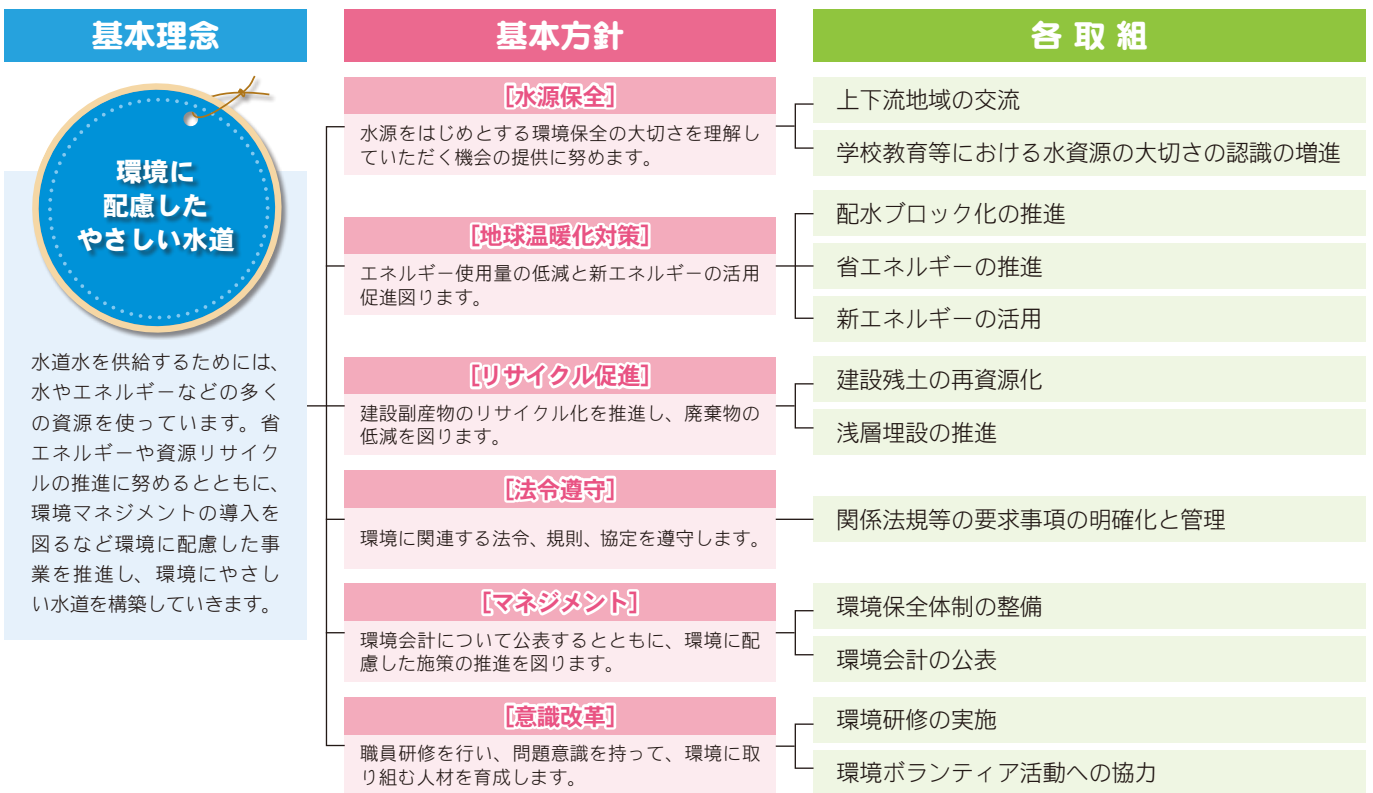 基本理念
環境に
配慮した
やさしい水道
水道水を供給するためには、
水やエネルギーなどの多く
の資源を使っています。省
エネルギーや資源リサイク
ルの推進に努めるとともに、
環境マネジメントの導入を
図るなど環境に配慮した事
業を推進し、環境にやさし
い水道を構築していきます。
基本方針
[水源保全]
水源をはじめとする環境保全の大切さを理解し
ていただく機会の提供に努めます。
[地球温暖化対策]
エネルギー使用量の低減と新エネルギーの活用
促進図ります。
[リサイクル促進]
建設副産物のリサイクル化を推進し、廃棄物の
低減を図ります。
[法令遵守]
環境に関連する法令、規則、協定を遵守します。
[マネジメント]
環境会計について公表するとともに、環境に配
慮した施策の推進を図ります。
[意識改革]
職員研修を行い、問題意識を持って、環境に取
り組む人材を育成します。
各取組
上下流地域の交流
学校教育等における水資源の大切さの認識の増進
配水ブロック化の推進
省エネルギーの推進
新エネルギーの活用
建設残土の再資源化
浅層埋設の推進
関係法規等の要求事項の明確化と管理
環境保全体制の整備
環境会計の公表
環境研修の実施
環境ボランティア活動への協力